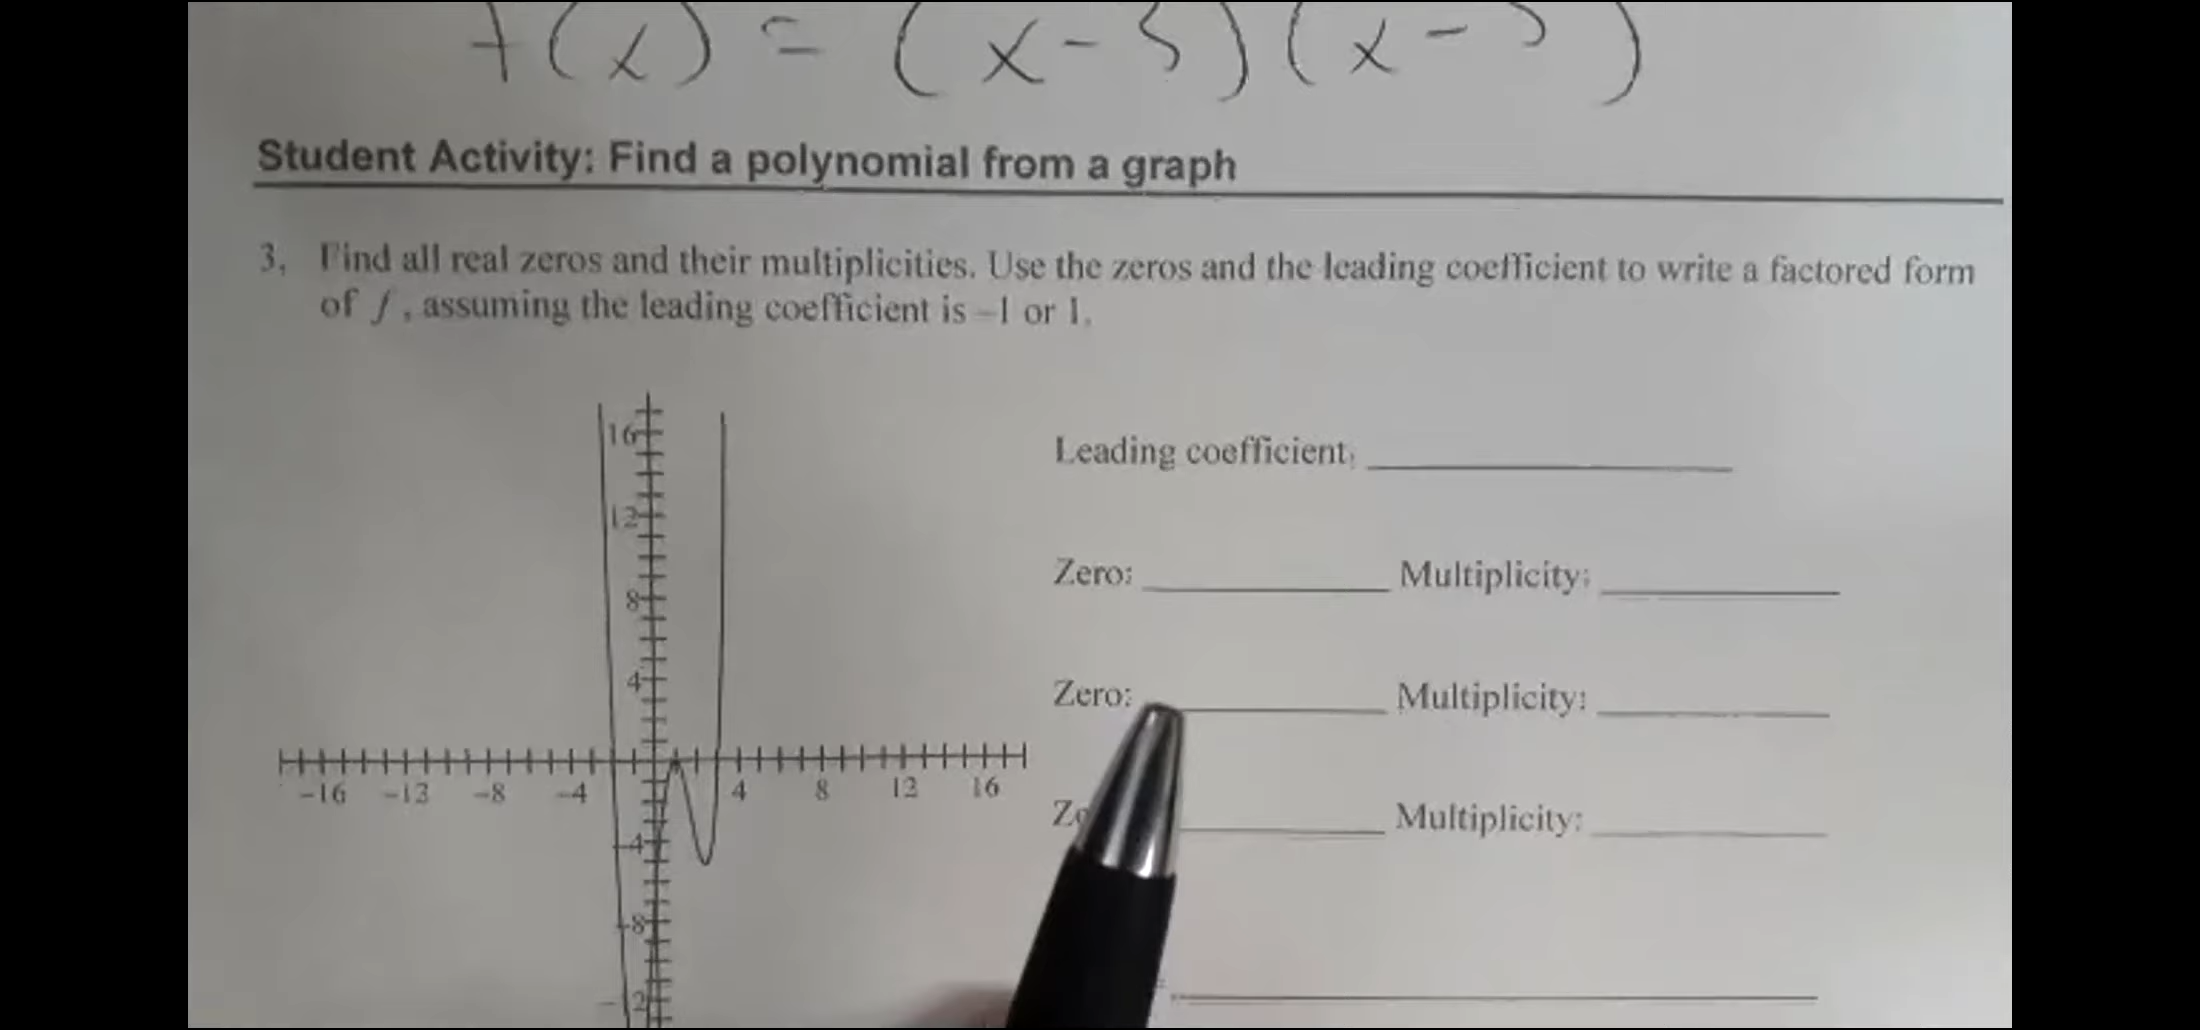 f(x) = (x-5)(x-5)
Student Activity: Find a polynomial from a graph
3. Find all real zeros and their multiplicities. Use the zeros and the leading coefficient to write a factored form
of f, assuming the leading coefficient is -1 or 1.
16
12
8
4
-16 -13 -8 -4 4 8 12 16
-4
-8
-12
Leading coefficient:
Zero: Multiplicity:
Zero: Multiplicity:
Multiplicity: